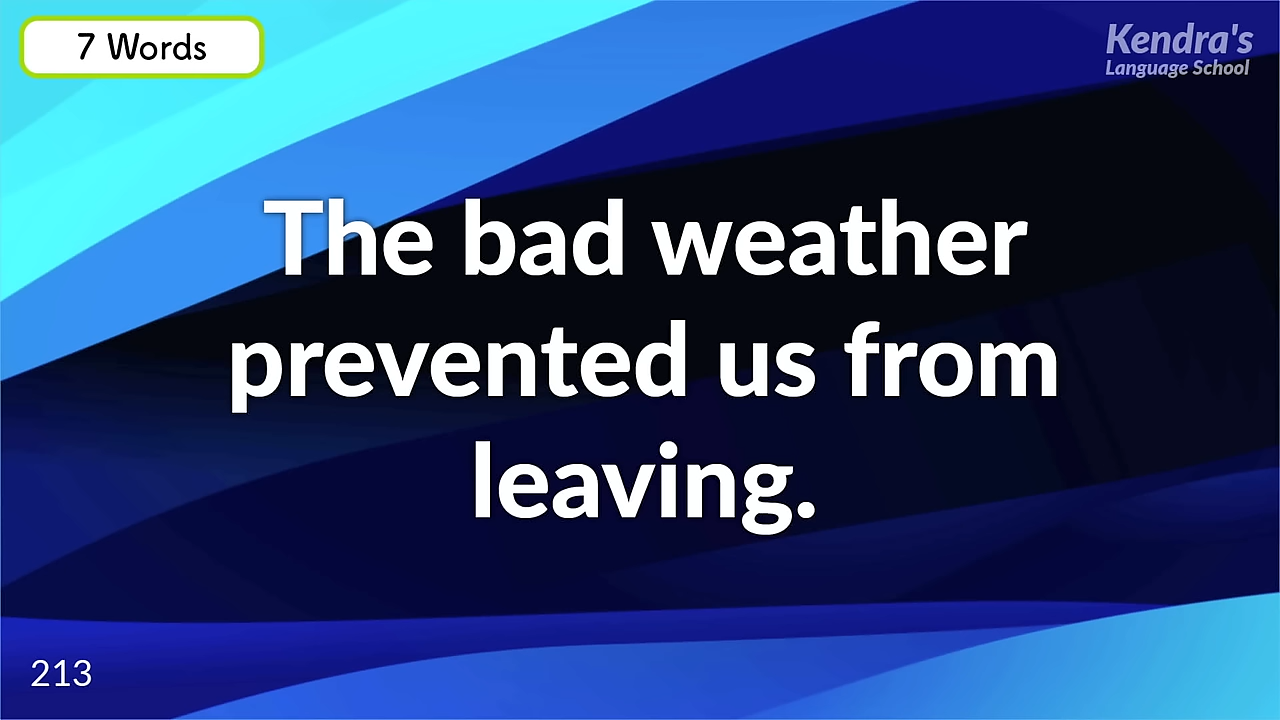 7 Words
Kendra's
Language School
The bad weather
prevented us from
leaving.
213